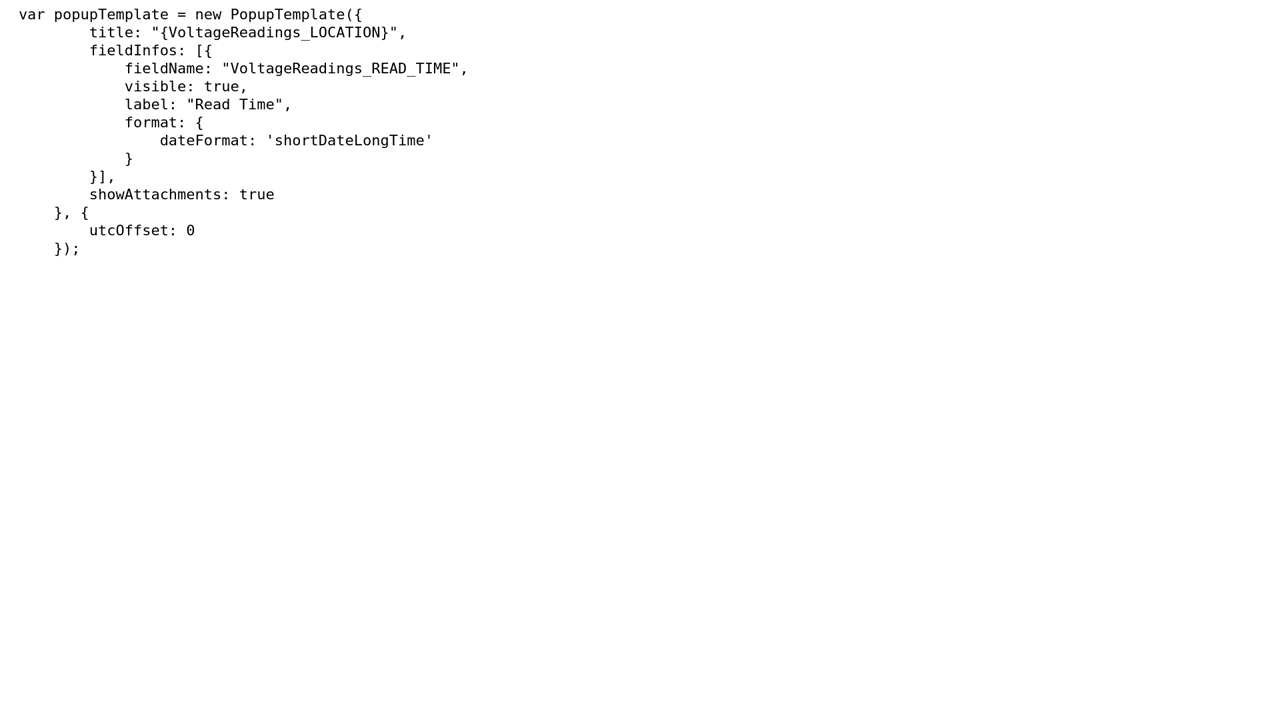 var popupTemplate = new PopupTemplate({
        title: "{VoltageReadings_LOCATION}",
        fieldInfos: [{
            fieldName: "VoltageReadings_READ_TIME",
            visible: true,
            label: "Read Time",
            format: {
                dateFormat: 'shortDateLongTime'
            }
        }],
        showAttachments: true
    }, {
        utcOffset: 0
    });